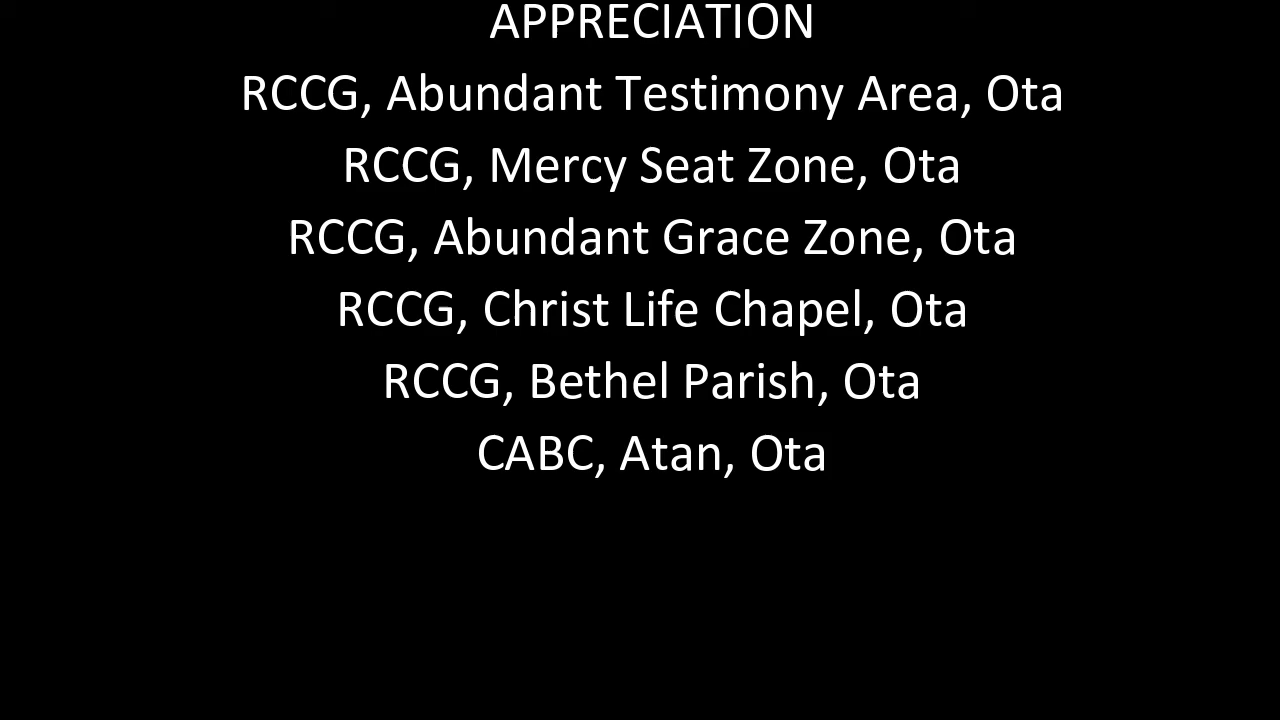 APPRECIATION
RCCG, Abundant Testimony Area, Ota
RCCG, Mercy Seat Zone, Ota
RCCG, Abundant Grace Zone, Ota
RCCG, Christ Life Chapel, Ota
RCCG, Bethel Parish, Ota
CABC, Atan, Ota